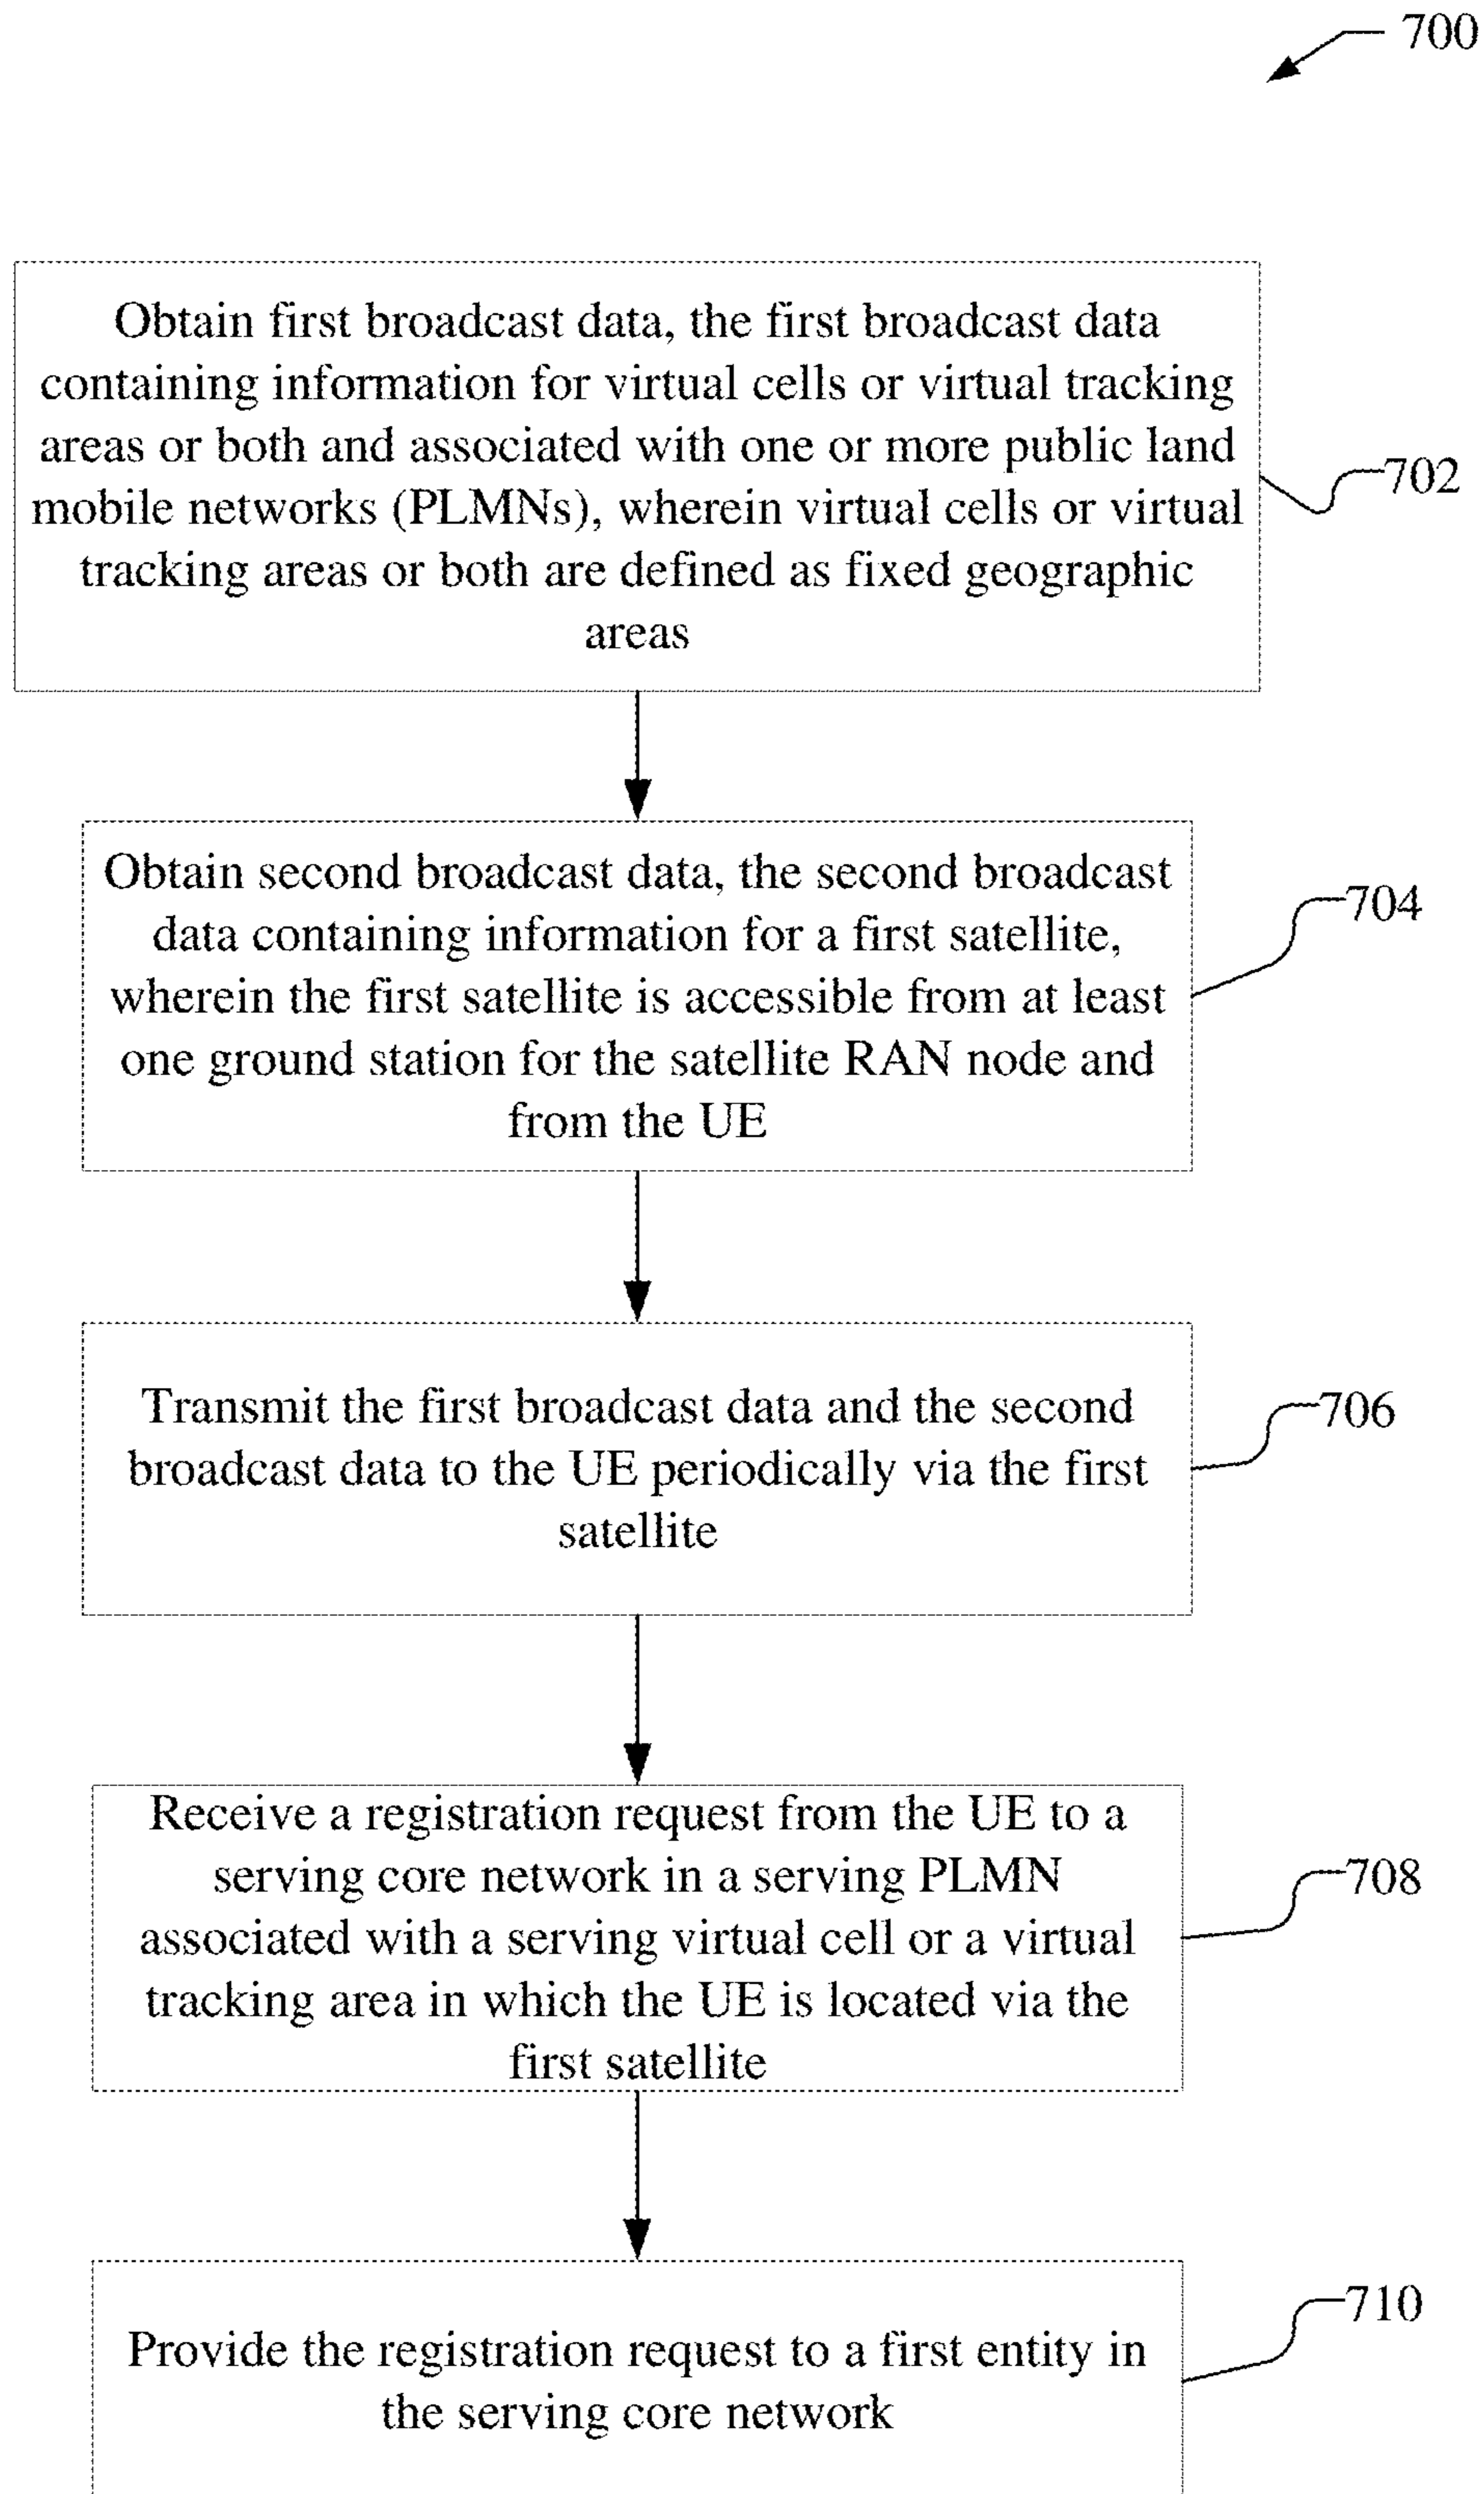 700
Obtain first broadcast data, the first broadcast data
containing information for virtual cells or virtual tracking
areas or both and associated with one or more public land
mobile networks (PLMNs), wherein virtual cells or virtual
tracking areas or both are defined as fixed geographic
areas
702
Obtain second broadcast data, the second broadcast
data containing information for a first satellite,
wherein the first satellite is accessible from at least
one ground station for the satellite RAN node and
from the UE
704
Transmit the first broadcast data and the second
broadcast data to the UE periodically via the first
satellite
706
Receive a registration request from the UE to a
serving core network in a serving PLMN
associated with a serving virtual cell or a virtual
tracking area in which the UE is located via the
first satellite
708
Provide the registration request to a first entity in
the serving core network
710